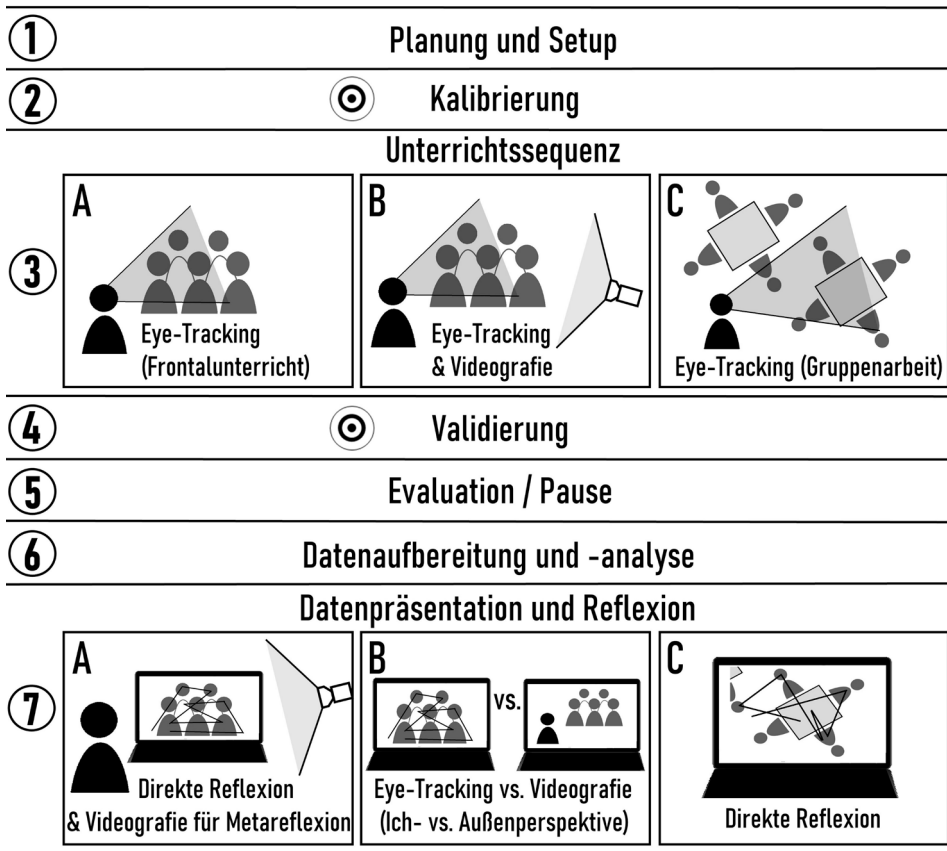 1 Planung und Setup
2 Kalibrierung
Unterrichtssequenz
3
A
Eye-Tracking
(Frontalunterricht)
B
Eye-Tracking
& Videografie
C
Eye-Tracking (Gruppenarbeit)
4 Validierung
5 Evaluation / Pause
6 Datenaufbereitung und -analyse
Datenpräsentation und Reflexion
7
A
Direkte Reflexion
& Videografie für Metareflexion
B
vs.
Eye-Tracking vs. Videografie
(Ich- vs. Außenperspektive)
C
Direkte Reflexion